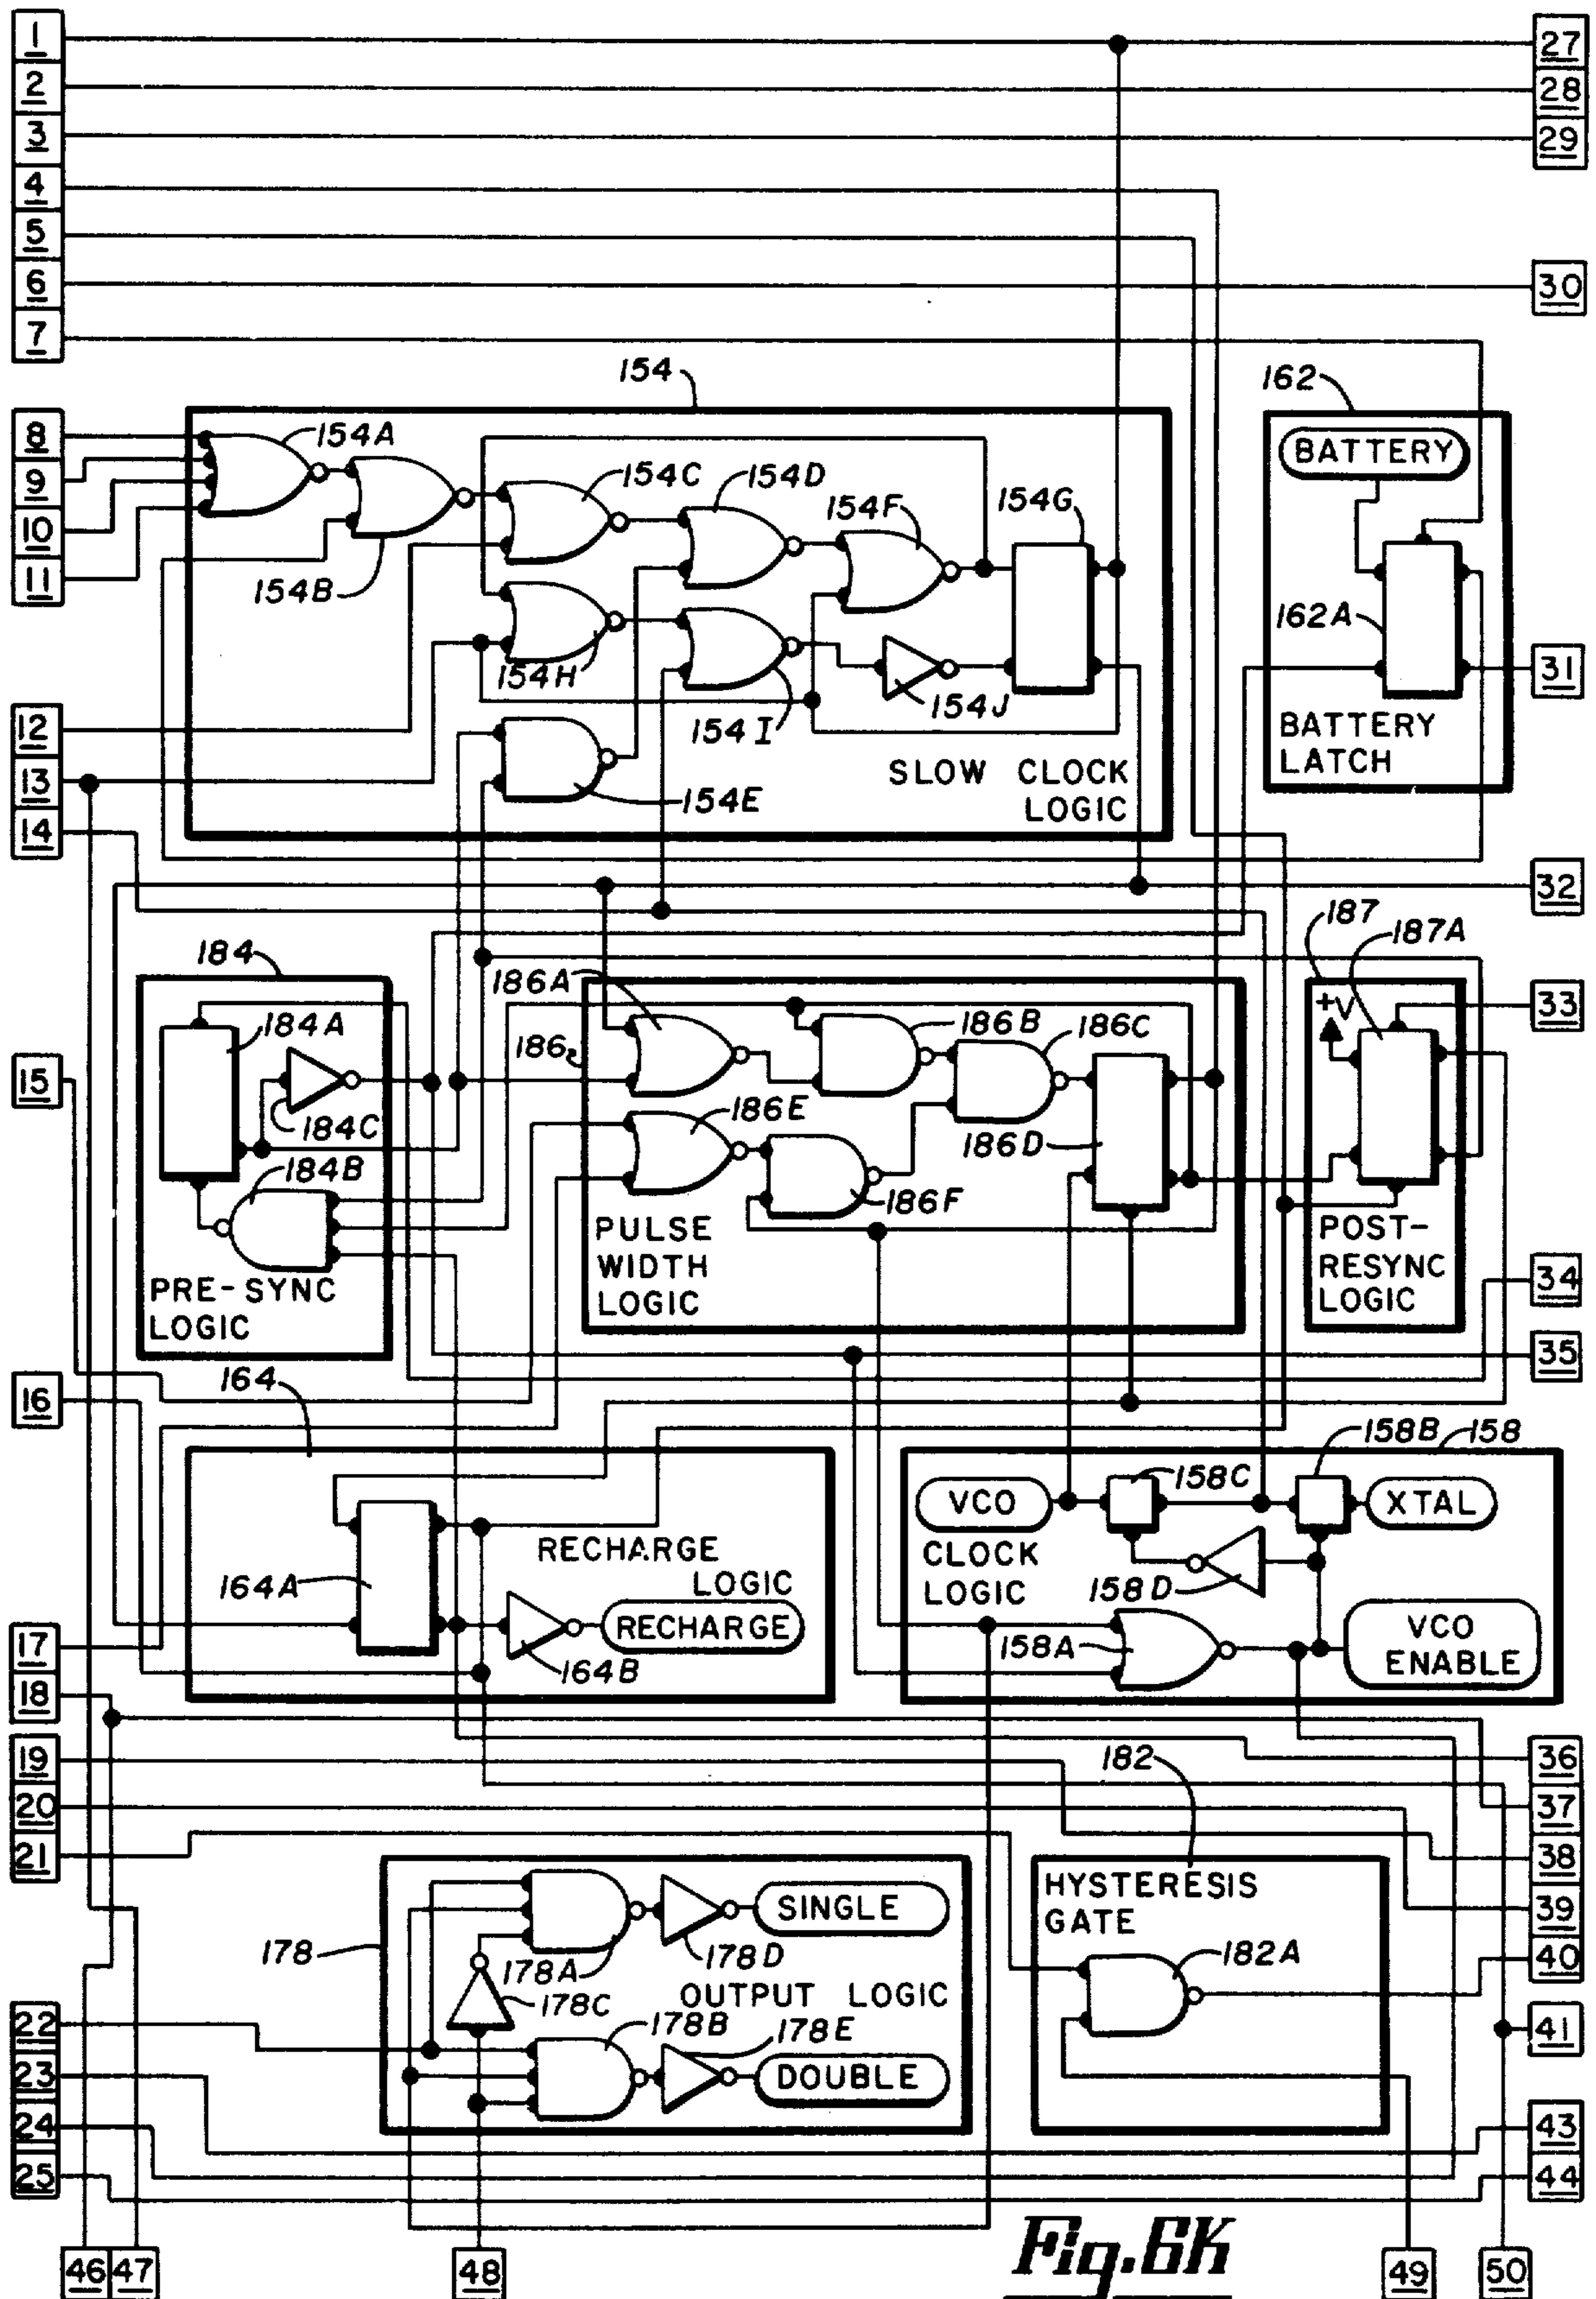 1
27
2
28
3
29
4
5
6
30
7
154
162
8
154A
BATTERY
9
154C
154D
10
154F
154G
11
154B
162A
154H
31
154J
12
154I
BATTERY
LATCH
13
SLOW CLOCK
LOGIC
154E
14
32
187
187A
184
186A
33
+V
184A
186B
186C
186
15
184C
186E
186D
184B
186F
PULSE
WIDTH
LOGIC
POST-
RESYNC
LOGIC
34
PRE-SYNC
LOGIC
35
164
16
158B
158
158C
VCO
XTAL
RECHARGE
LOGIC
CLOCK
LOGIC
164A
158D
RECHARGE
VCO
ENABLE
17
158A
164B
18
19
182
36
20
37
21
38
HYSTERESIS
GATE
SINGLE
39
178
178A
178D
182A
40
OUTPUT LOGIC
178C
22
178B
178E
41
23
DOUBLE
24
43
25
44
Fig.6K
46
47
48
49
50